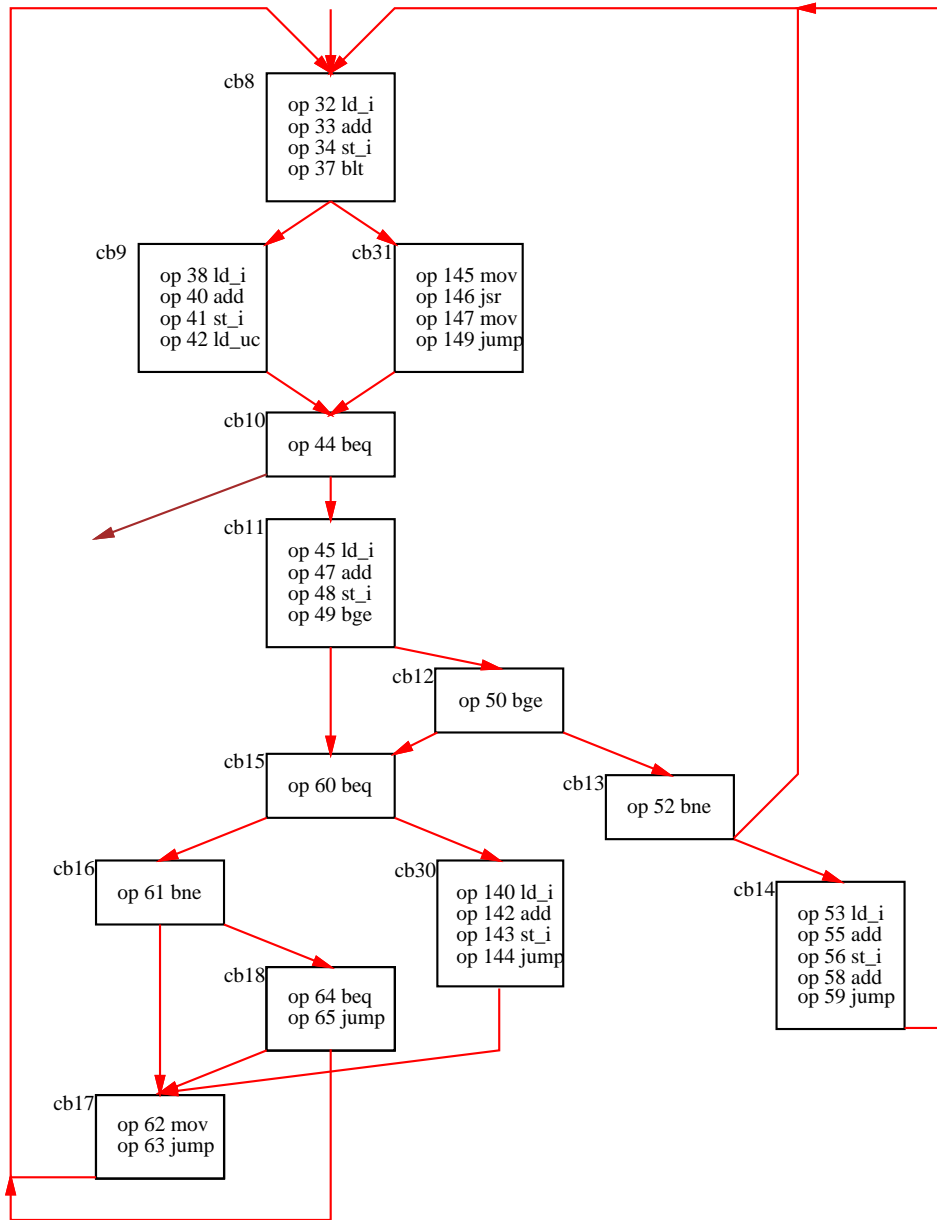 cb8
op 32 ld_i
op 33 add
op 34 st_i
op 37 blt
cb9
op 38 ld_i
op 40 add
op 41 st_i
op 42 ld_uc
cb31
op 145 mov
op 146 jsr
op 147 mov
op 149 jump
cb10
op 44 beq
cb11
op 45 ld_i
op 47 add
op 48 st_i
op 49 bge
cb12
op 50 bge
cb15
op 60 beq
cb13
op 52 bne
cb16
op 61 bne
cb30
op 140 ld_i
op 142 add
op 143 st_i
op 144 jump
cb14
op 53 ld_i
op 55 add
op 56 st_i
op 58 add
op 59 jump
cb18
op 64 beq
op 65 jump
cb17
op 62 mov
op 63 jump